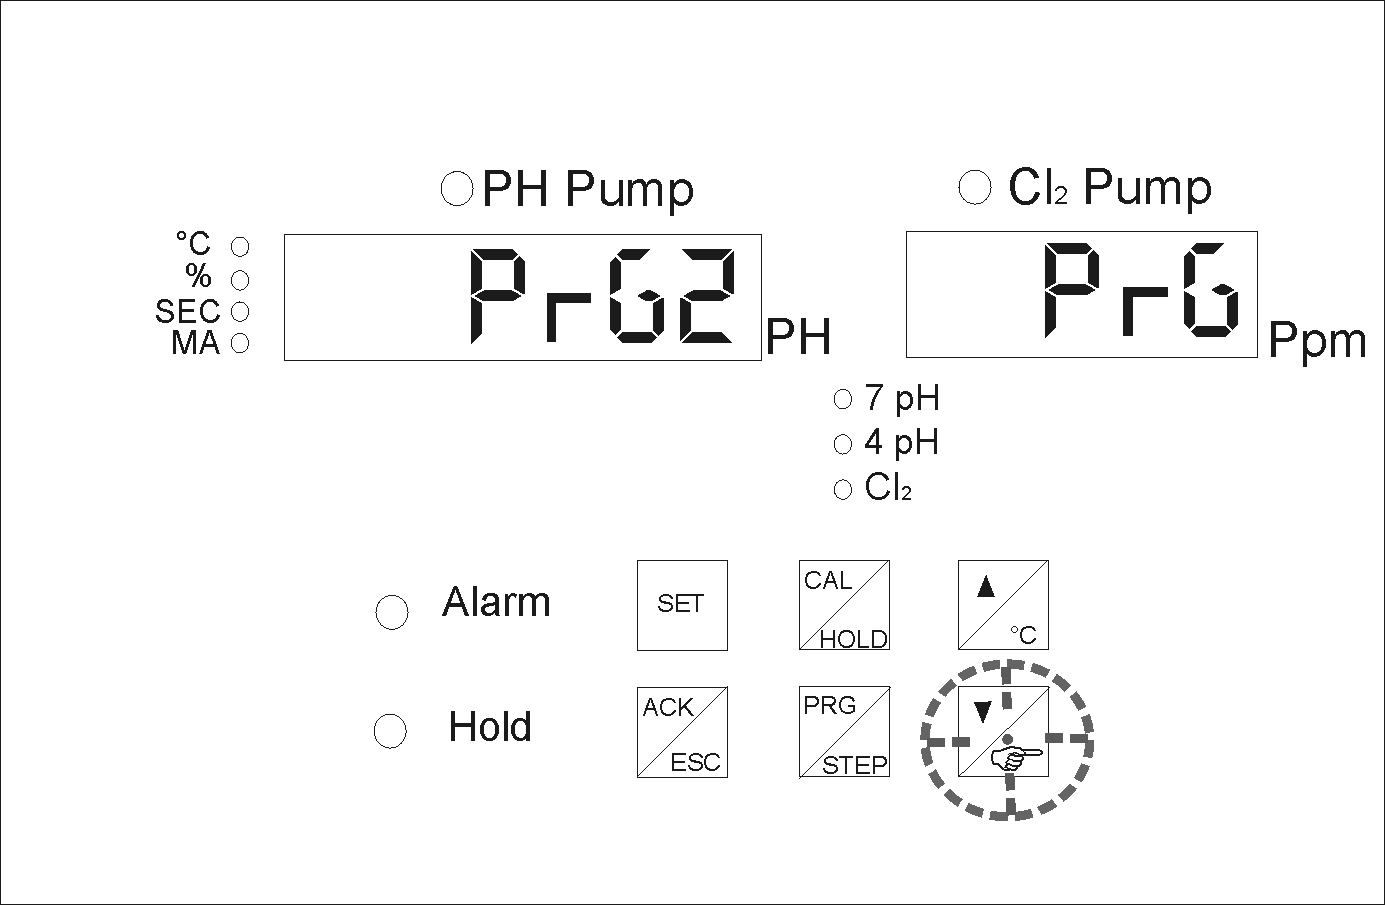 PH Pump
Cl₂ Pump
°C
%
SEC
MA
PrG2
PH
PrG
Ppm
7 pH
4 pH
Cl₂
Alarm
SET
CAL
HOLD
▲
°C
Hold
ACK
ESC
PRG
STEP
▼